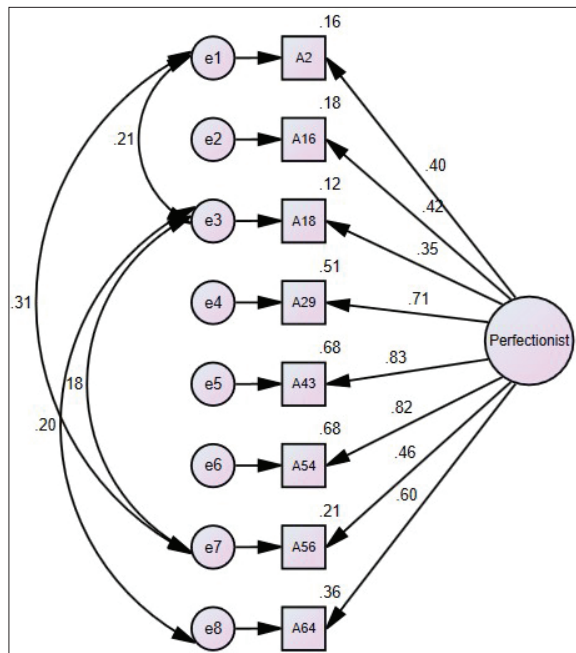 .16
e1
A2
.18
.21
e2
A16
.40
.12
.42
e3
A18
.35
.51
.31
e4
A29
.71
Perfectionist
.68
.83
18
e5
A43
.20
.68
.82
e6
A54
.46
.60
.21
e7
A56
.36
e8
A64